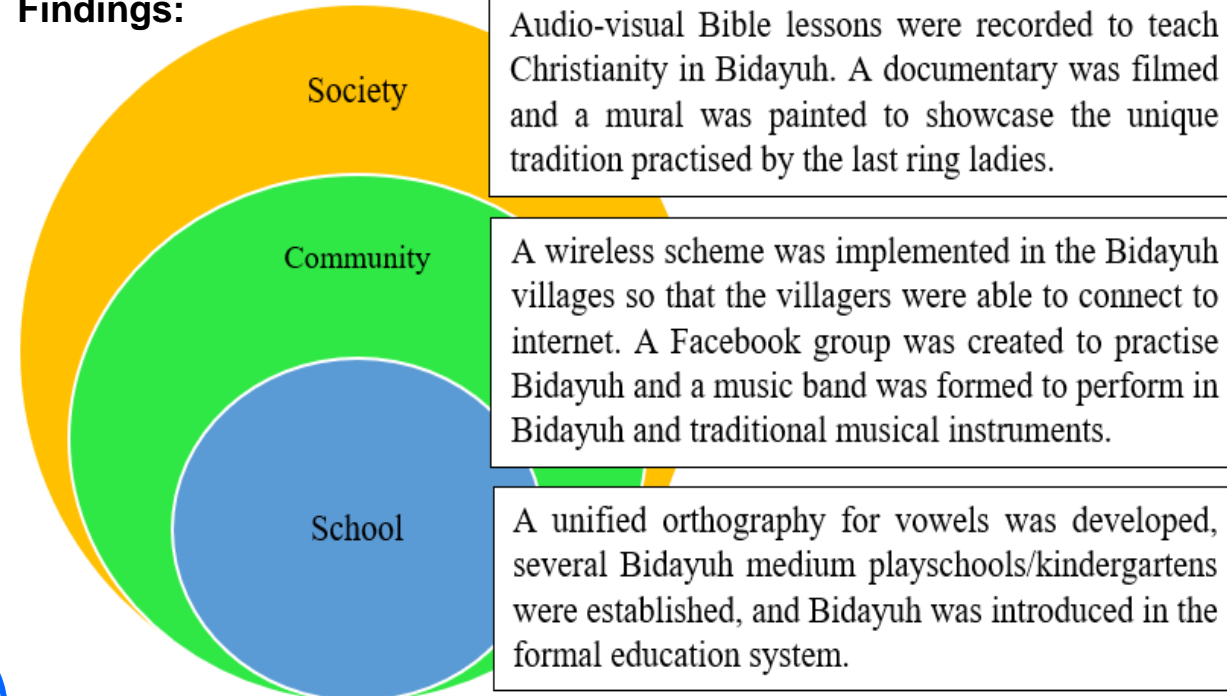 Findings:
Society
Audio-visual Bible lessons were recorded to teach
Christianity in Bidayuh. A documentary was filmed
and a mural was painted to showcase the unique
tradition practised by the last ring ladies.
Community
A wireless scheme was implemented in the Bidayuh
villages so that the villagers were able to connect to
internet. A Facebook group was created to practise
Bidayuh and a music band was formed to perform in
Bidayuh and traditional musical instruments.
School
A unified orthography for vowels was developed,
several Bidayuh medium playschools/kindergartens
were established, and Bidayuh was introduced in the
formal education system.